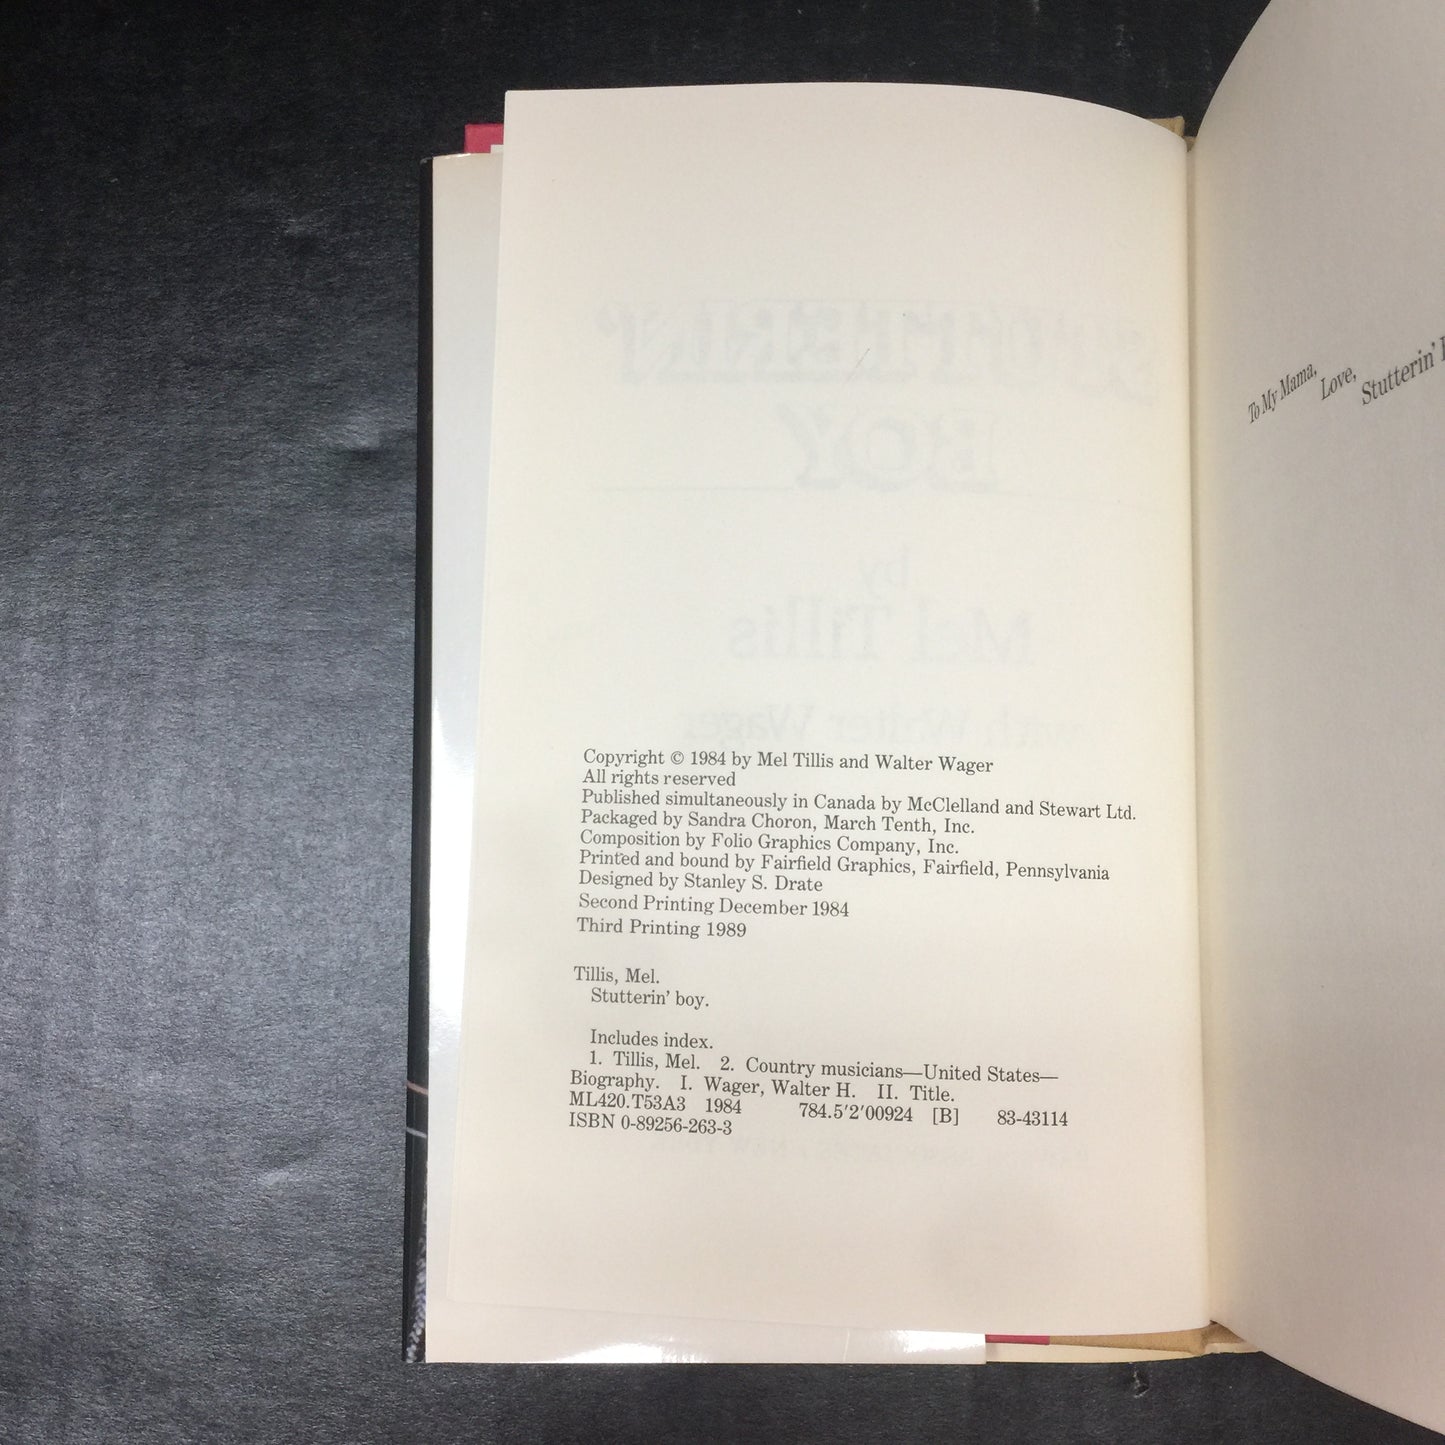 Copyright © 1984 by Mel Tillis and Walter Wager
All rights reserved
Published simultaneously in Canada by McClelland and Stewart Ltd.
Packaged by Sandra Choron, March Tenth, Inc.
Composition by Folio Graphics Company, Inc.
Printed and bound by Fairfield Graphics, Fairfield, Pennsylvania
Designed by Stanley S. Drate
Second Printing December 1984
Third Printing 1989
Tillis, Mel.
Stutterin' boy.
Includes index.
1. Tillis, Mel. 2. Country musicians—United States—
Biography. I. Wager, Walter H. II. Title.
ML420.T53A3 1984 784.5'2'00924 [B] 83-43114
ISBN 0-89256-263-3
To My Mama,
Love,
Stutterin'